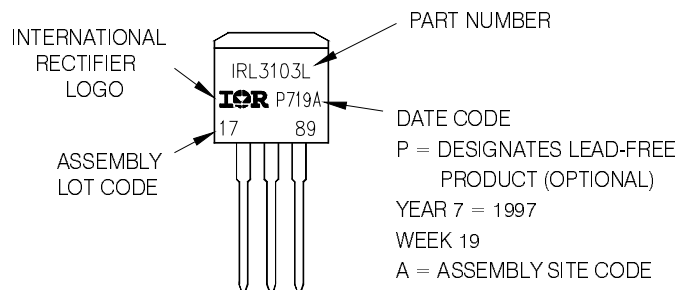 INTERNATIONAL
RECTIFIER
LOGO
ASSEMBLY
LOT CODE
IRL3103L
IOR P719A
17 89
PART NUMBER
DATE CODE
P = DESIGNATES LEAD-FREE
PRODUCT (OPTIONAL)
YEAR 7 = 1997
WEEK 19
A = ASSEMBLY SITE CODE